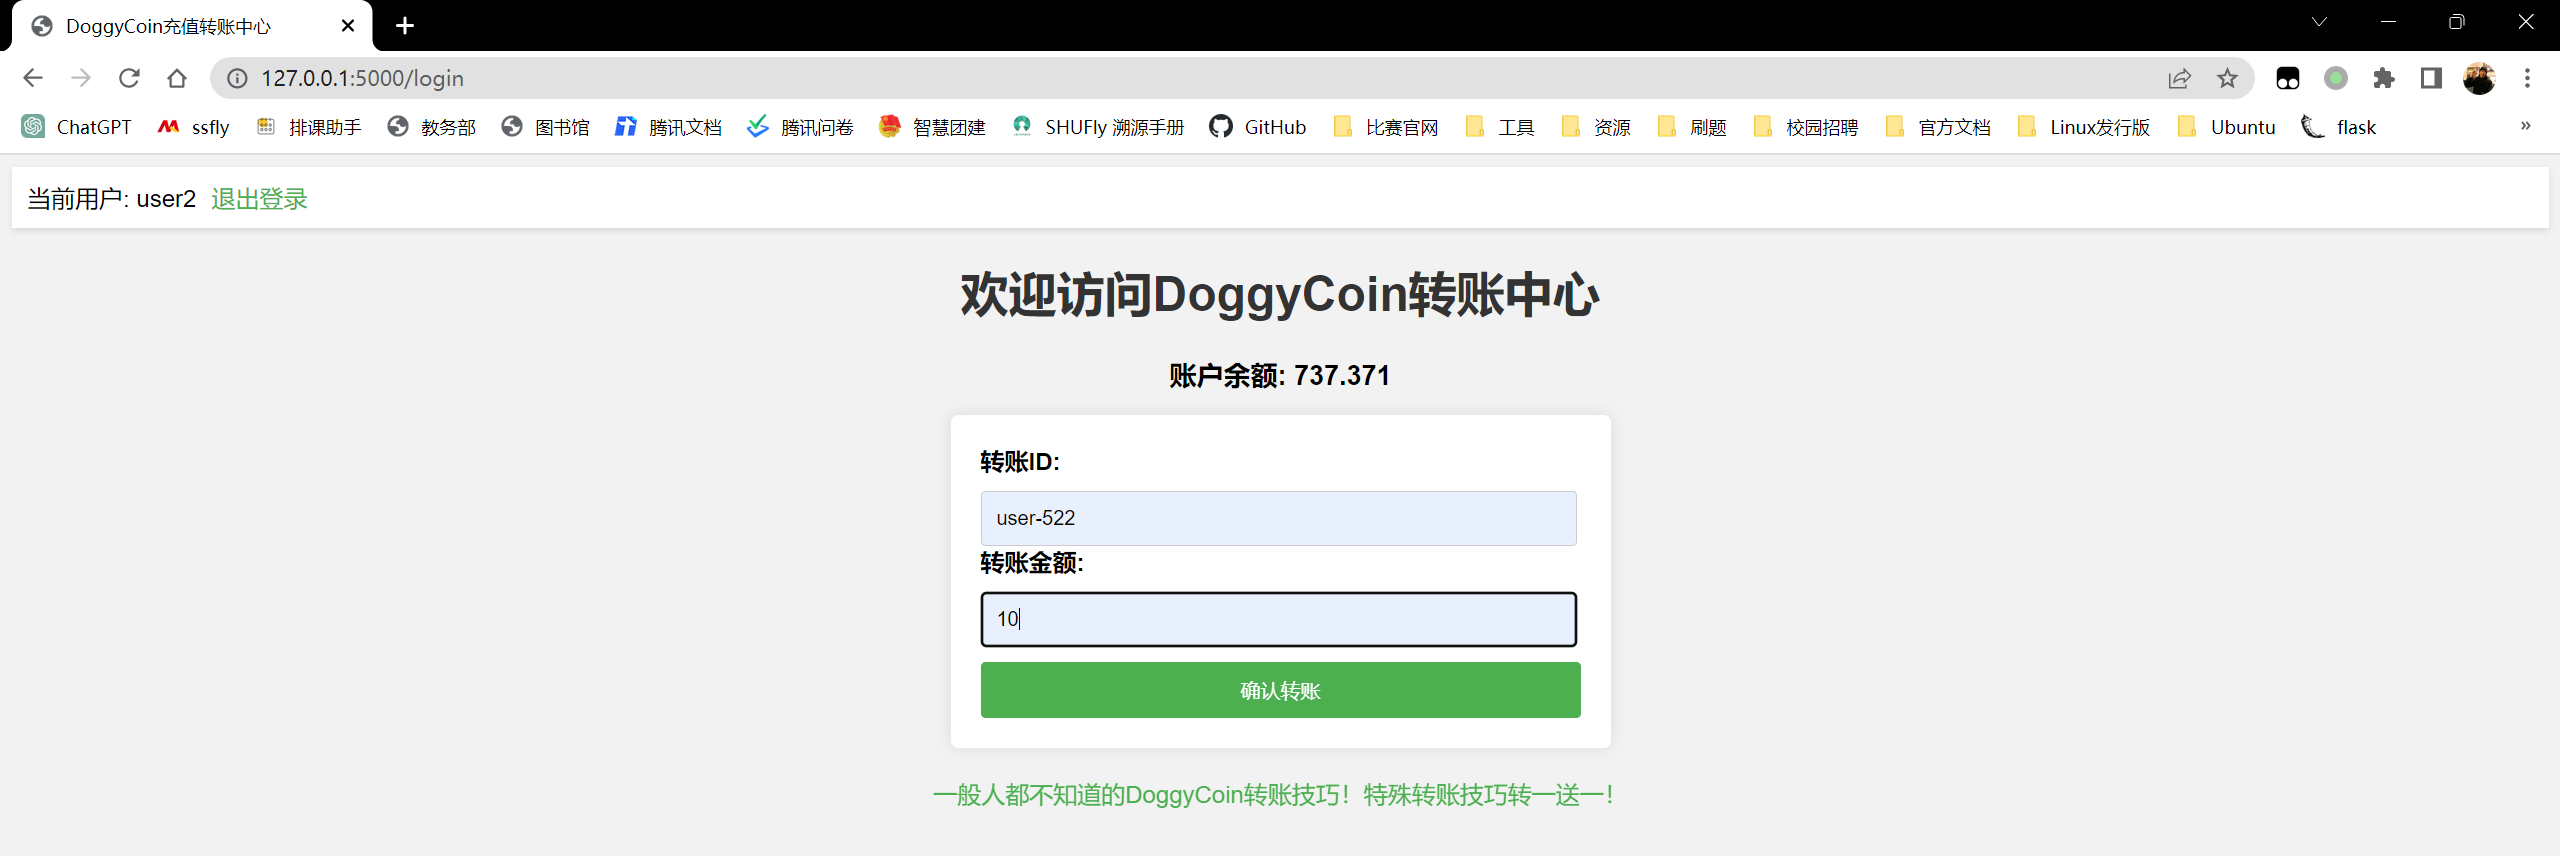 DoggyCoin充值转账中心
127.0.0.1:5000/login
ChatGPT ssfly 排课助手 教务部 图书馆 腾讯文档 腾讯问卷 智慧团建 SHUFly 溯源手册 GitHub 比赛官网 工具 资源 刷题 校园招聘 官方文档 Linux发行版 Ubuntu flask »
当前用户: user2 退出登录
欢迎访问DoggyCoin转账中心
账户余额: 737.371
转账ID:
user-522
转账金额:
10
确认转账
一般人都不知道的DoggyCoin转账技巧！特殊转账技巧转一送一！